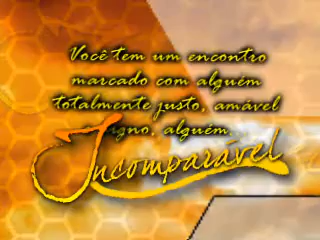 Você tem um encontro
marcado com alguém
totalmente justo, amável
alguém
Incomparável